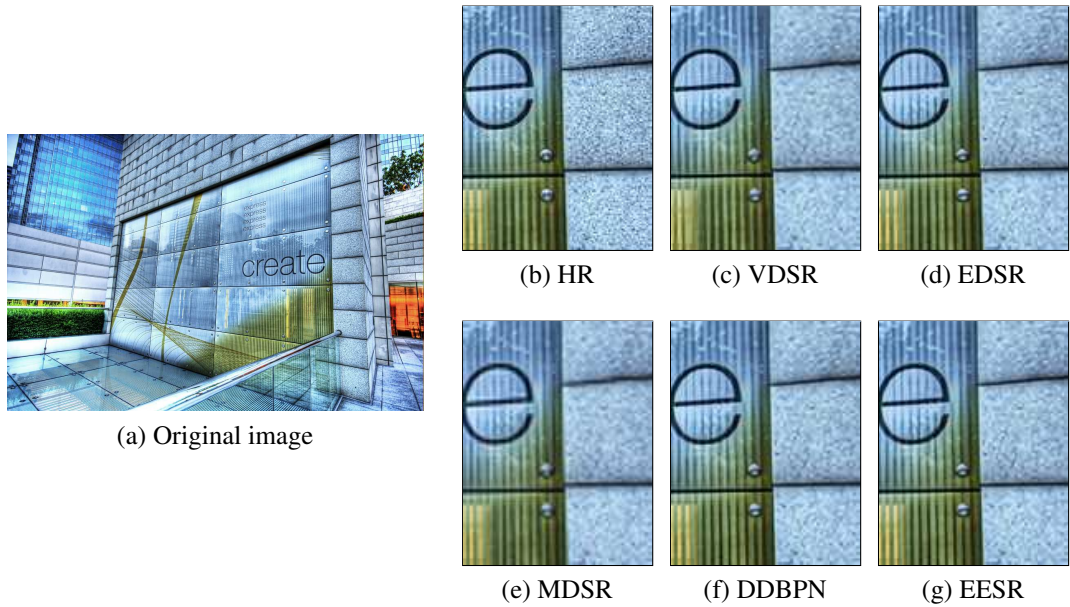 create
e
e
e
(b) HR
(c) VDSR
(d) EDSR
(a) Original image
e
e
e
(e) MDSR
(f) DDBPN
(g) EESR